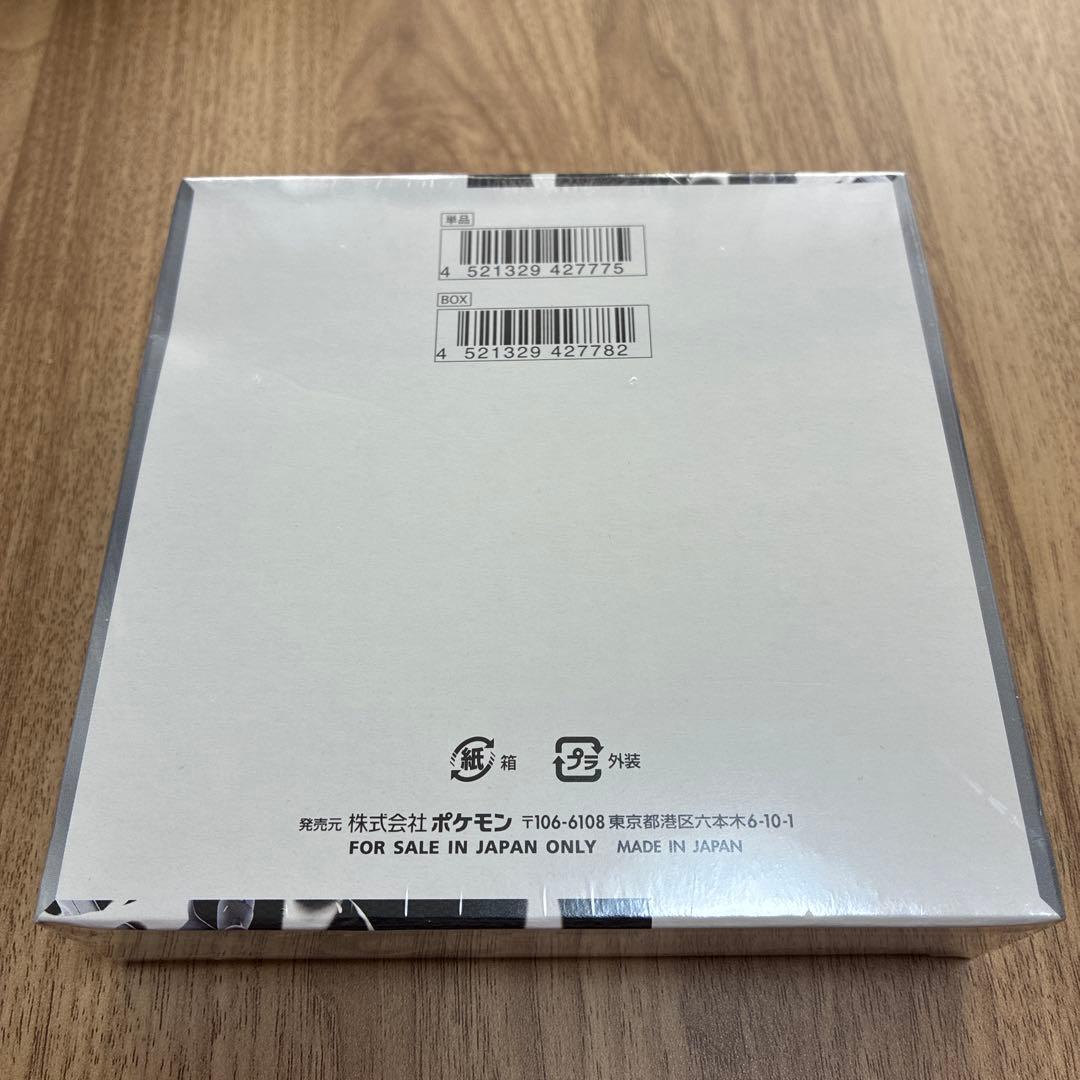 単品
4 521329 427775
BOX
4 521329 427782
紙 箱 プラ 外装
発売元 株式会社 ポケモン 〒106-6108 東京都港区六本木6-10-1
FOR SALE IN JAPAN ONLY MADE IN JAPAN